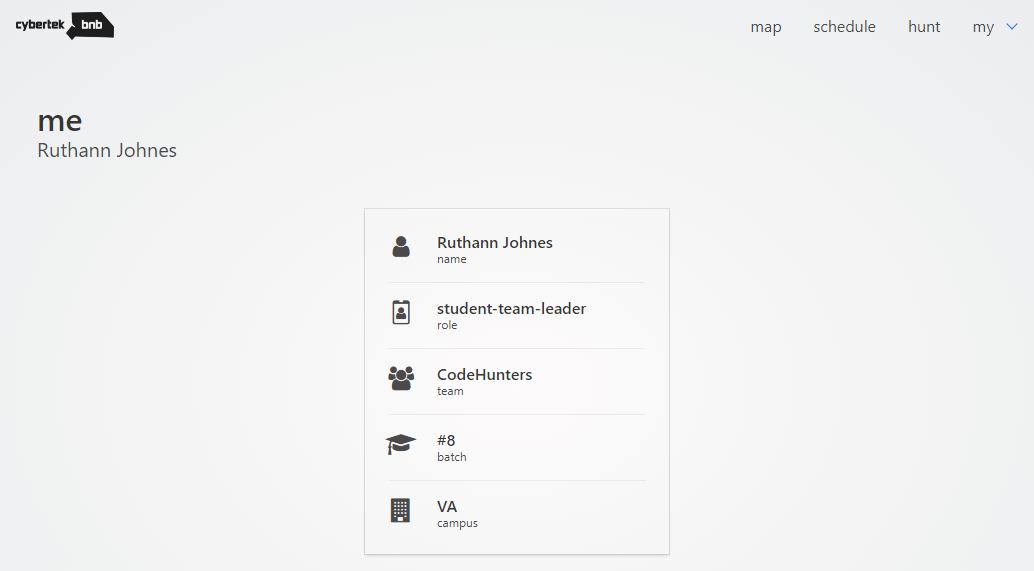 cybertek bnb
map schedule hunt my
me
Ruthann Johnes
Ruthann Johnes
name
student-team-leader
role
CodeHunters
team
#8
batch
VA
campus